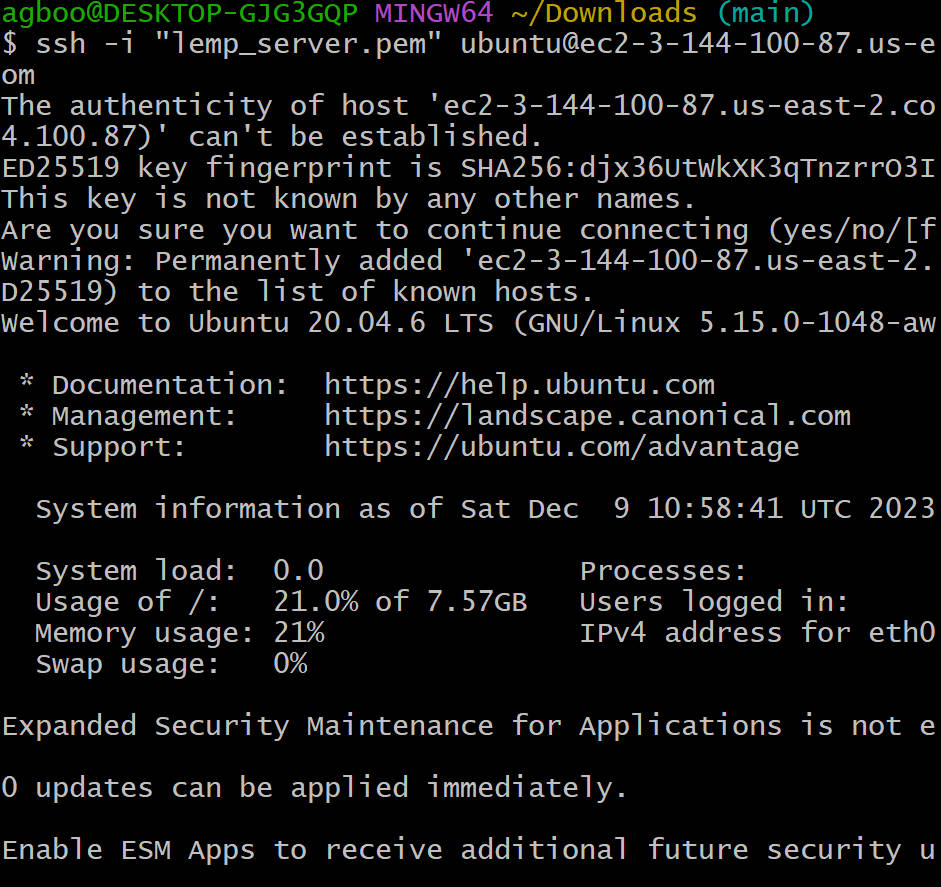 agboo@DESKTOP-GJG3GQP MINGW64 ~/Downloads (main)
$ ssh -i "lemp_server.pem" ubuntu@ec2-3-144-100-87.us-e
om
The authenticity of host 'ec2-3-144-100-87.us-east-2.co
4.100.87)' can't be established.
ED25519 key fingerprint is SHA256:djx36UtWkXK3qTnzrrO3I
This key is not known by any other names.
Are you sure you want to continue connecting (yes/no/[f
Warning: Permanently added 'ec2-3-144-100-87.us-east-2.
D25519) to the list of known hosts.
Welcome to Ubuntu 20.04.6 LTS (GNU/Linux 5.15.0-1048-aw
* Documentation:  https://help.ubuntu.com
* Management:     https://landscape.canonical.com
* Support:        https://ubuntu.com/advantage
System information as of Sat Dec  9 10:58:41 UTC 2023
System load:  0.0               Processes:
Usage of /:   21.0% of 7.57GB   Users logged in:
Memory usage: 21%               IPv4 address for eth0
Swap usage:   0%
Expanded Security Maintenance for Applications is not e
0 updates can be applied immediately.
Enable ESM Apps to receive additional future security u